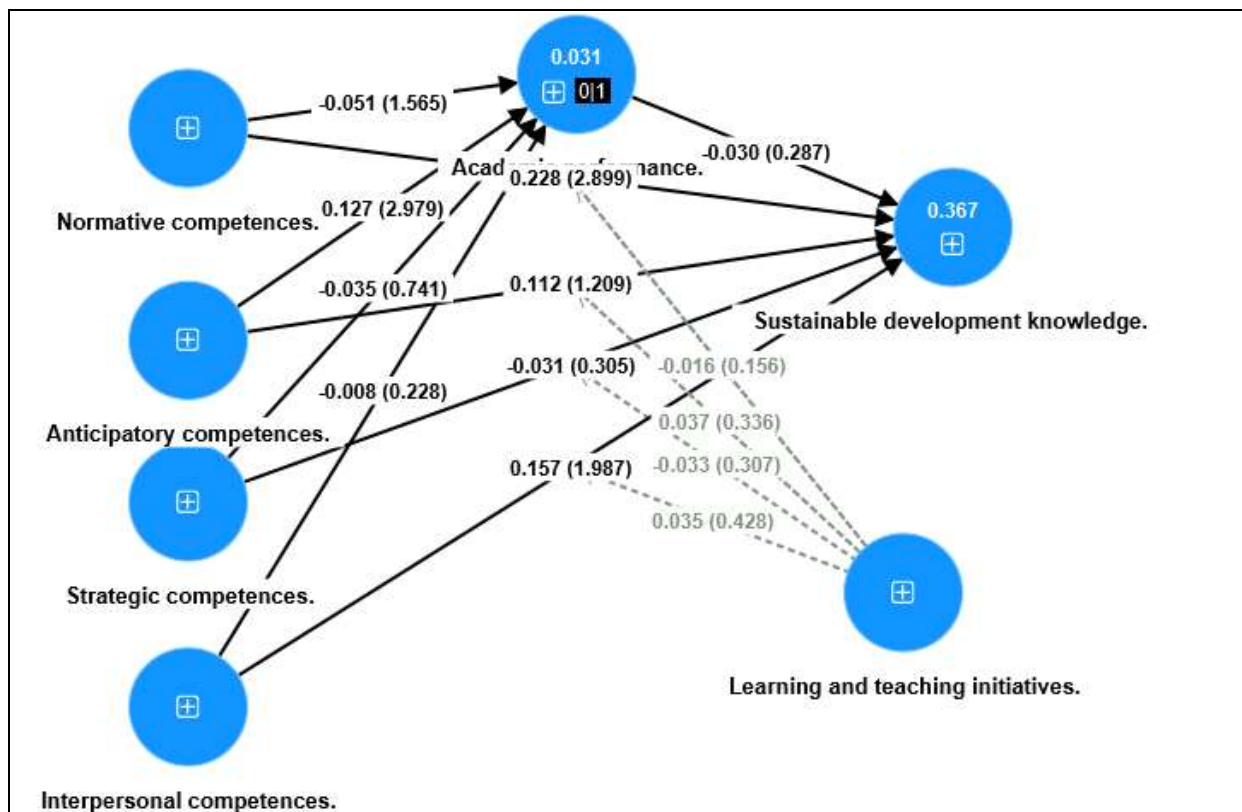 0.031
0|1
-0.051 (1.565)
-0.030 (0.287)
Academic performance.
0.228 (2.899)
Normative competences.
0.127 (2.979)
0.367
-0.035 (0.741)
0.112 (1.209)
Sustainable development knowledge.
-0.031 (0.305)
-0.016 (0.156)
-0.008 (0.228)
Anticipatory competences.
0.037 (0.336)
0.157 (1.987)
-0.033 (0.307)
0.035 (0.428)
Strategic competences.
Learning and teaching initiatives.
Interpersonal competences.